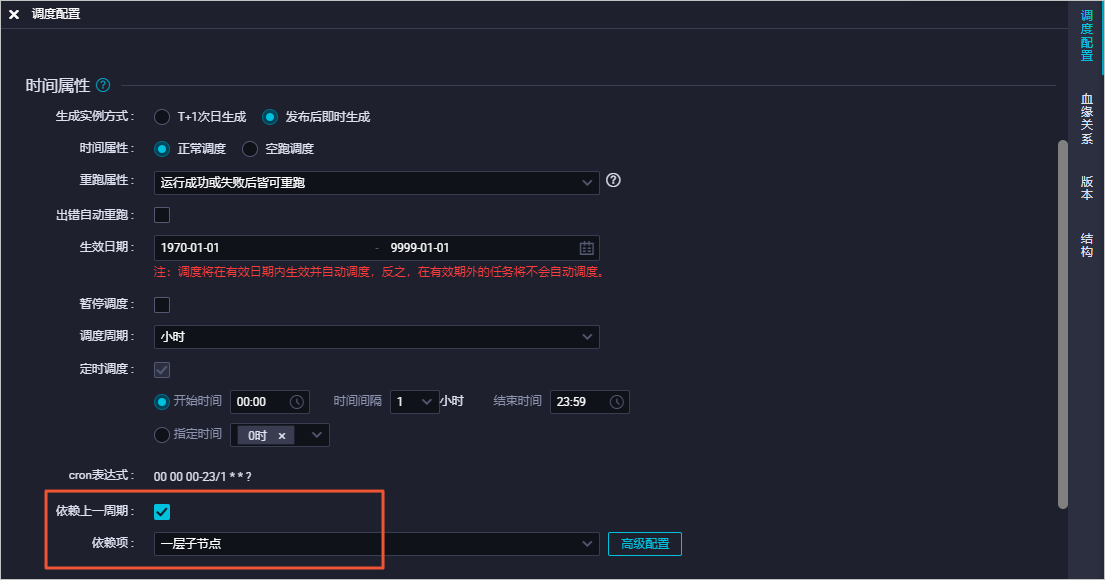 调度配置
时间属性
生成实例方式： T+1次日生成 发布后即时生成
时间属性： 正常调度 空跑调度
重跑属性： 运行成功或失败后皆可重跑
出错自动重跑：
生效日期： 1970-01-01 - 9999-01-01
注：调度将在有效日期内生效并自动调度，反之，在有效期外的任务将不会自动调度。
暂停调度：
调度周期： 小时
定时调度：
开始时间 00:00 时间间隔 1 小时 结束时间 23:59
指定时间 0时 ×
cron表达式： 00 00 00-23/1 * * ?
依赖上一周期：
依赖项： 一层子节点 高级配置
调度配置
血缘关系
版本
结构